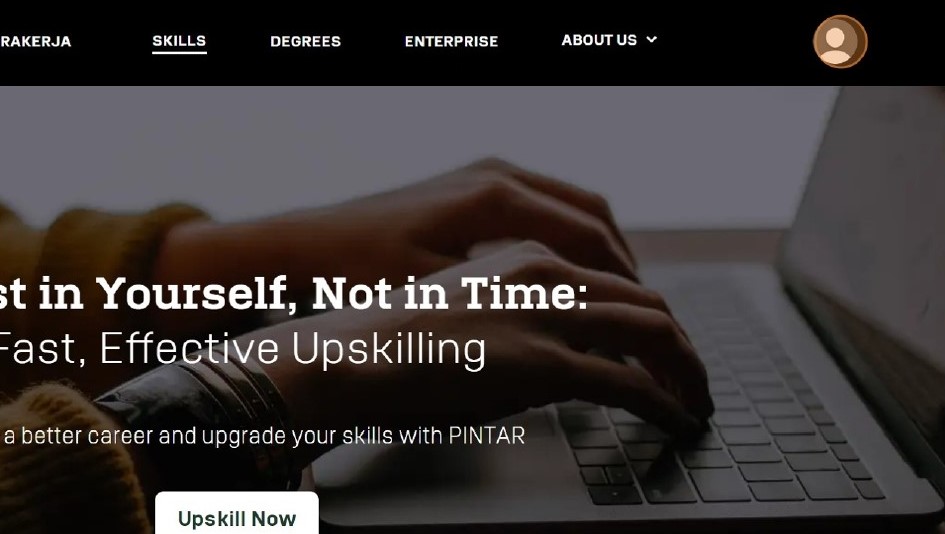 RAKERJA SKILLS DEGREES ENTERPRISE ABOUT US
st in Yourself, Not in Time:
Fast, Effective Upskilling
a better career and upgrade your skills with PINTAR
Upskill Now